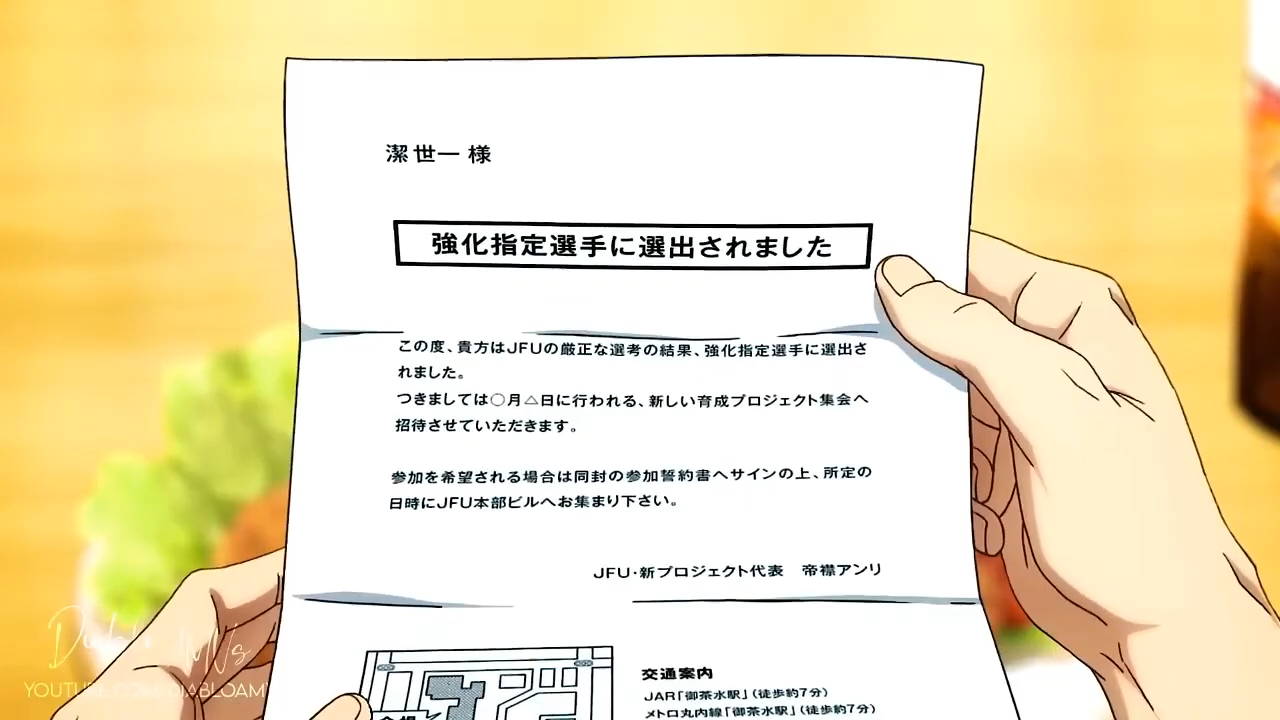 潔 世一 様
強化指定選手に選出されました
この度、貴方はJFUの厳正な選考の結果、強化指定選手に選出さ
れました。
つきましては○月△日に行われる、新しい育成プロジェクト集会へ
招待させていただきます。
参加を希望される場合は同封の参加誓約書へサインの上、所定の
日時にJFU本部ビルへお集まり下さい。
JFU・新プロジェクト代表　帝襟アンリ
交通案内
JAR「御茶水駅」（徒歩約7分）
メトロ丸内線「御茶水駅」（徒歩約7分）
会場
YOUTUBE.COM/DIABLOAM